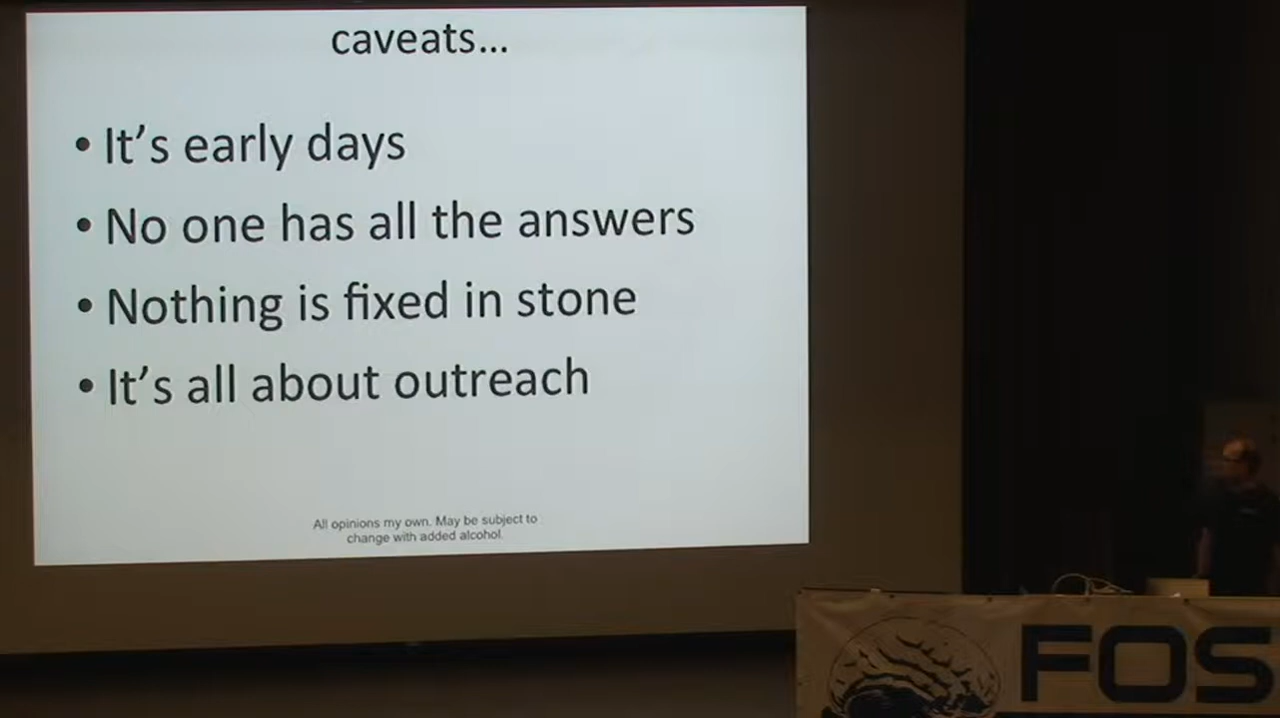 caveats…
• It’s early days
• No one has all the answers
• Nothing is fixed in stone
• It’s all about outreach
All opinions my own. May be subject to
change with added alcohol.
FOS